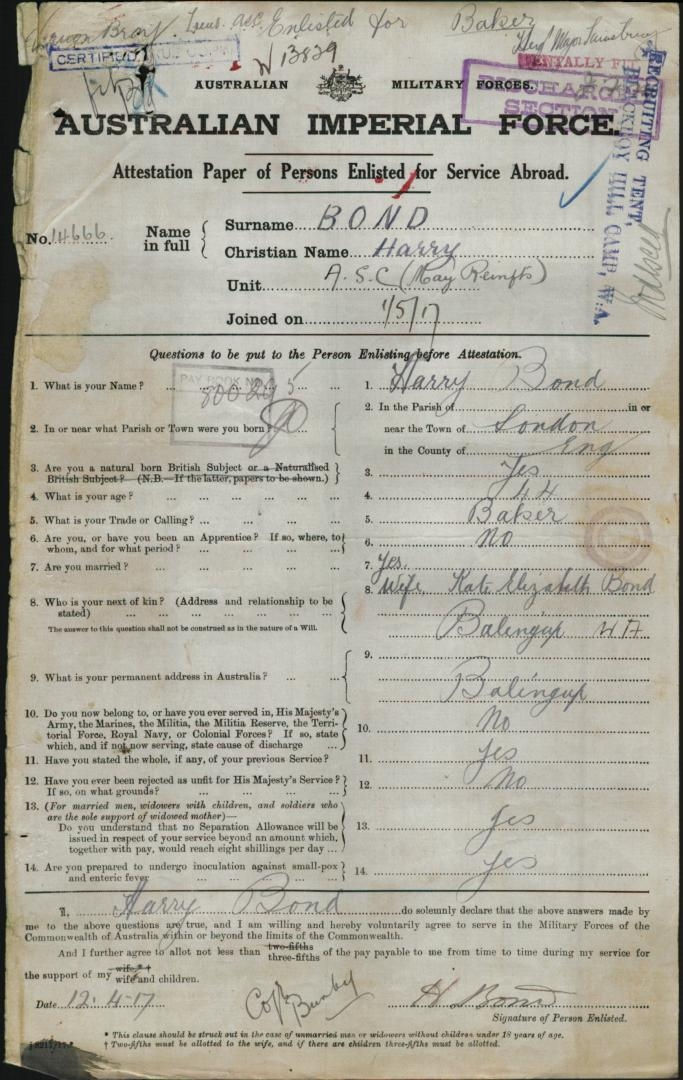 Enlisted for Baker
CERTIFIED TRUE COPY
W 13829
DENTALLY FIT
DISCHARGE SECTION
RECRUITING TENT,
BLACKBOY HILL CAMP, W.A.
AUSTRALIAN MILITARY FORCES.
AUSTRALIAN IMPERIAL FORCE.
Attestation Paper of Persons Enlisted for Service Abroad.
No. 14666
Name in full
Surname BOND
Christian Name Harry
Unit A.S.C (May Reinfts)
Joined on 1/5/17
Questions to be put to the Person Enlisting before Attestation.
PAY BOOK No
1. What is your Name? ... 1. Harry Bond
2. In or near what Parish or Town were you born? 2. In the Parish of in or
near the Town of London
in the County of Eng
3. Are you a natural born British Subject or a Naturalised
British Subject? (N.B.—If the latter, papers to be shown.) 3. Yes
4. What is your age? ... 4. 44
5. What is your Trade or Calling? ... 5. Baker
6. Are you, or have you been an Apprentice? If so, where, to
whom, and for what period? ... 6. No
7. Are you married? ... 7. Yes.
8. Who is your next of kin? (Address and relationship to be
stated) ... 8. Wife, Kate Elizabeth Bond
The answer to this question shall not be construed as in the nature of a Will.
Balingup W A
9. What is your permanent address in Australia? ... 9. Balingup
10. Do you now belong to, or have you ever served in, His Majesty's
Army, the Marines, the Militia, the Militia Reserve, the Terri-
torial Force, Royal Navy, or Colonial Forces? If so, state
which, and if not now serving, state cause of discharge ... 10. No
11. Have you stated the whole, if any, of your previous Service? 11. Yes
12. Have you ever been rejected as unfit for His Majesty's Service?
If so, on what grounds? ... 12. No
13. (For married men, widowers with children, and soldiers who
are the sole support of widowed mother)—
Do you understand that no Separation Allowance will be
issued in respect of your service beyond an amount which,
together with pay, would reach eight shillings per day ... 13. Yes
14. Are you prepared to undergo inoculation against small-pox
and enteric fever ... 14. Yes
I, Harry Bond do solemnly declare that the above answers made by
me to the above questions are true, and I am willing and hereby voluntarily agree to serve in the Military Forces of the
Commonwealth of Australia within or beyond the limits of the Commonwealth.
And I further agree to allot not less than two-fifths three-fifths of the pay payable to me from time to time during my service for
the support of my wife* † wife and children.
Date 12.4.17
H Bond
Signature of Person Enlisted.
* This clause should be struck out in the case of unmarried men or widowers without children under 18 years of age.
† Two-fifths must be allotted to the wife, and if there are children three-fifths must be allotted.